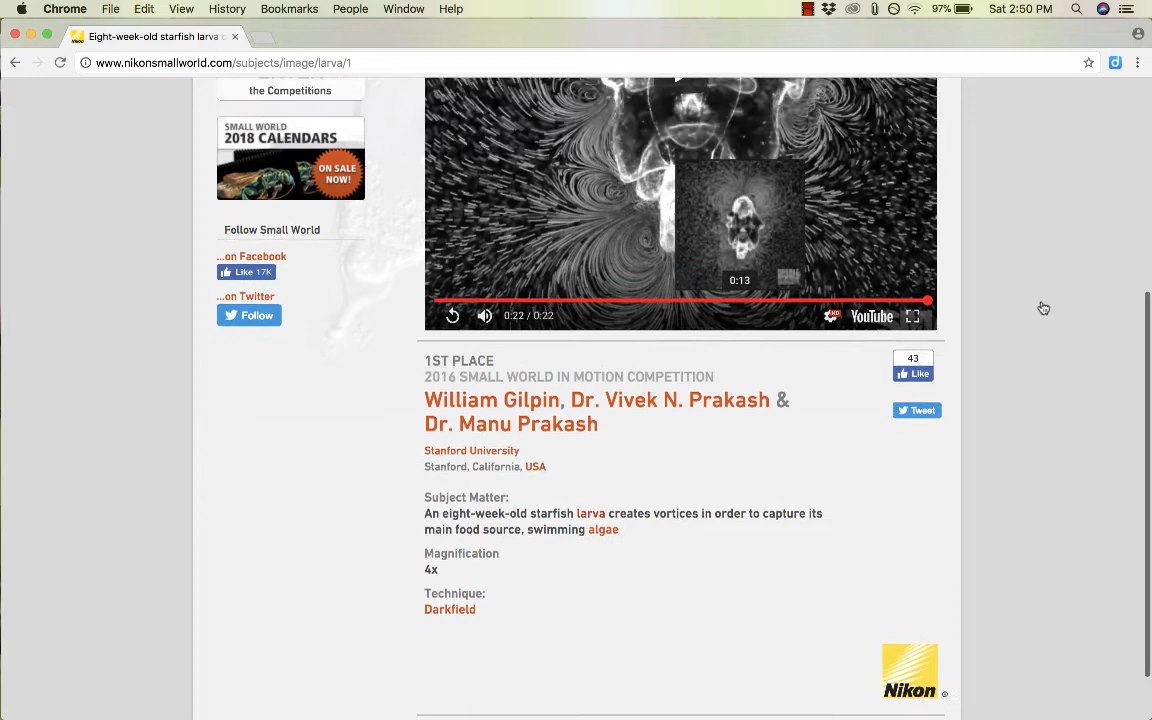 Chrome File Edit View History Bookmarks People Window Help 97% Sat 2:50 PM
Eight-week-old starfish larva
www.nikonsmallworld.com/subjects/image/larva/1
the Competitions
SMALL WORLD
2018 CALENDARS
ON SALE
NOW!
Follow Small World
...on Facebook
Like 17K
...on Twitter
Follow
0:13
0:22 / 0:22
HD
YouTube
1ST PLACE
2016 SMALL WORLD IN MOTION COMPETITION
William Gilpin, Dr. Vivek N. Prakash &
Dr. Manu Prakash
43
Like
Tweet
Stanford University
Stanford, California, USA
Subject Matter:
An eight-week-old starfish larva creates vortices in order to capture its
main food source, swimming algae
Magnification
4x
Technique:
Darkfield
Nikon